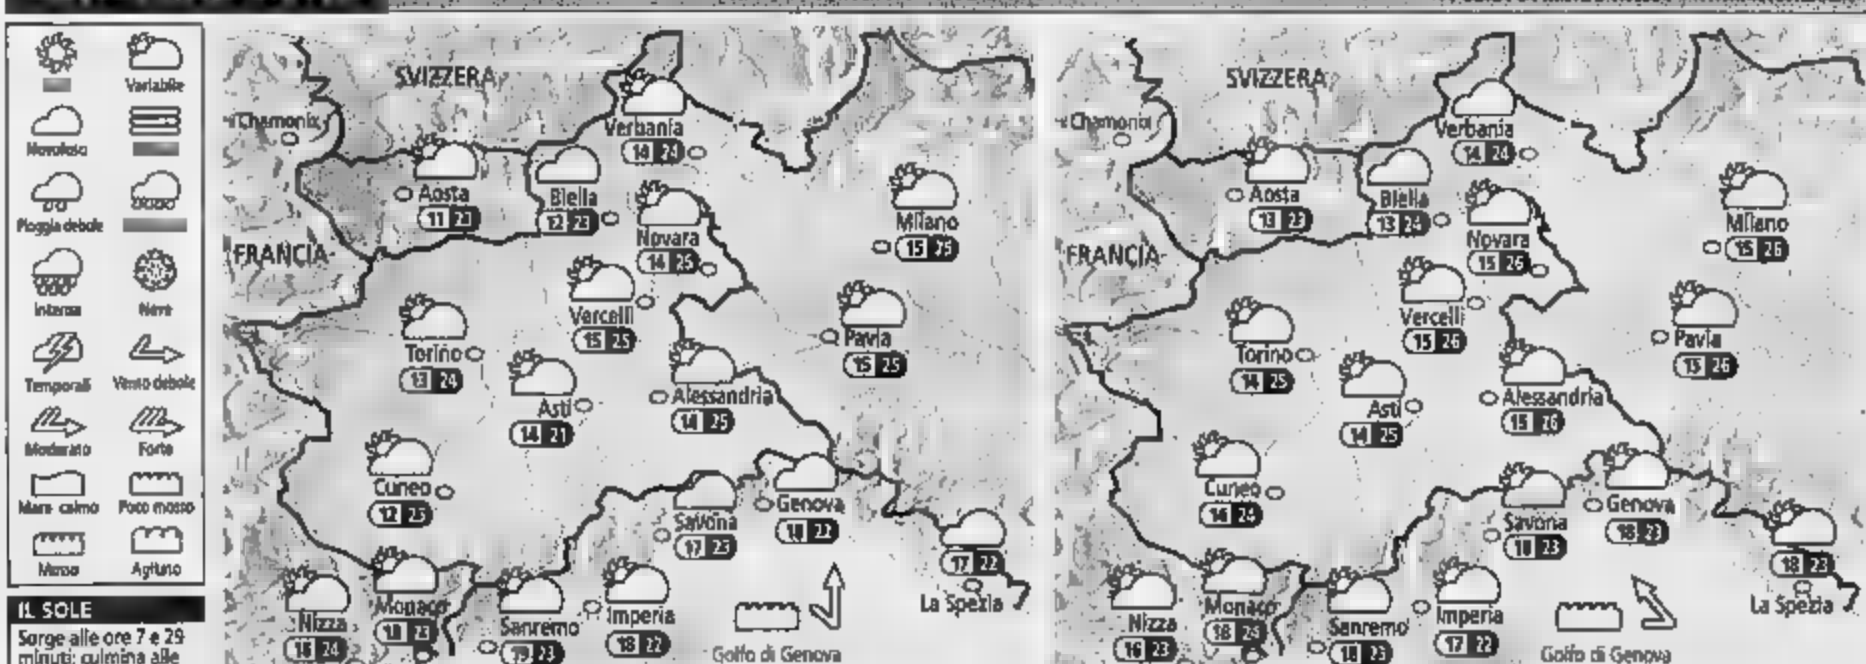 Variabile
Nuvoloso
Pioggia debole
Intensa
Neve
Temporali
Vento debole
Moderato
Forte
Mare calmo
Poco mosso
Mosso
Agitato
IL SOLE
Sorge alle ore 7 e 29
minuti; culmina alle
SVIZZERA
Chamonix
Verbania
14 24
Aosta
11 23
Biella
12 23
Milano
15 25
Novara
14 25
FRANCIA
Vercelli
15 25
Torino
13 24
Pavia
15 25
Asti
14 21
Alessandria
14 25
Cuneo
12 23
Savona
17 23
Genova
18 22
17 22
La Spezia
Nizza
16 24
Monaco
18 23
Sanremo
19 23
Imperia
18 22
Golfo di Genova
SVIZZERA
Chamonix
Verbania
14 24
Aosta
13 23
Biella
13 24
Milano
15 26
Novara
15 26
FRANCIA
Vercelli
15 26
Torino
14 25
Pavia
15 26
Asti
14 25
Alessandria
15 26
Cuneo
14 24
Savona
18 23
Genova
18 23
18 23
La Spezia
Nizza
16 23
Monaco
18 24
Sanremo
18 23
Imperia
17 22
Golfo di Genova